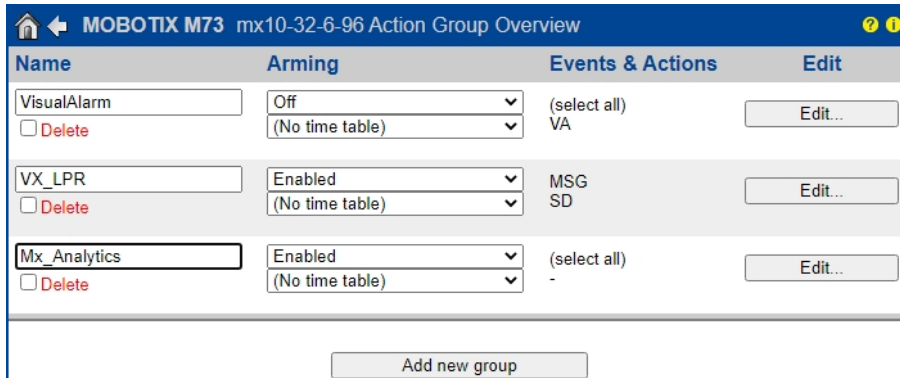 MOBOTIX M73 mx10-32-6-96 Action Group Overview ? i
Name Arming Events & Actions Edit
VisualAlarm Off (select all) Edit...
Delete (No time table) VA
VX_LPR Enabled MSG Edit...
Delete (No time table) SD
Mx_Analytics Enabled (select all) Edit...
Delete (No time table) -
Add new group